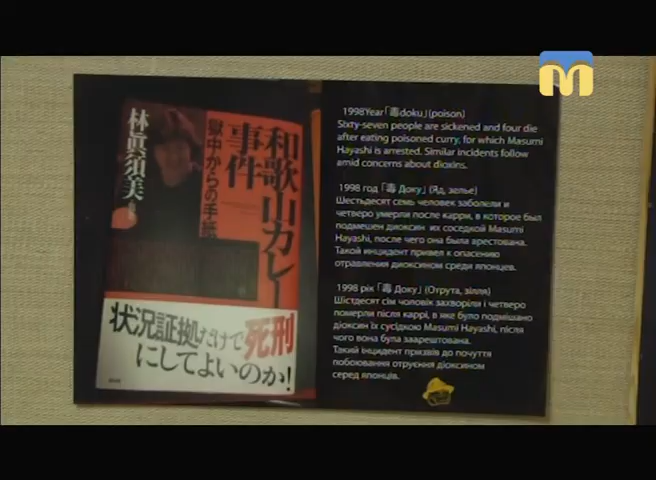 和歌山カレー
事件
獄中からの手紙
林眞須美
状況証拠だけで死刑
にしてよいのか!
1998Year「毒doku」(poison)
Sixty-seven people are sickened and four die
after eating poisoned curry, for which Masumi
Hayashi is arrested. Similar incidents follow
amid concerns about dioxins.
1998 год「毒 Доку」(Яд, зелье)
Шестьдесят семь человек заболели и
четверо умерли после карри, в которое был
подмешен диоксин их соседкой Masumi
Hayashi, после чего она была арестована.
Такой инцидент привел к опасению
отравления диоксином среди японцев.
1998 рік「毒 Доку」(Отрута, зілля)
Шістдесят сім чоловік захворіли і четверо
померли після каррі, в яке було подмішано
діоксин їх сусідкою Masumi Hayashi, після
чого вона була заарештована.
Такий інцидент призвів до почуття
побоювання отруєння діоксином
серед японців.